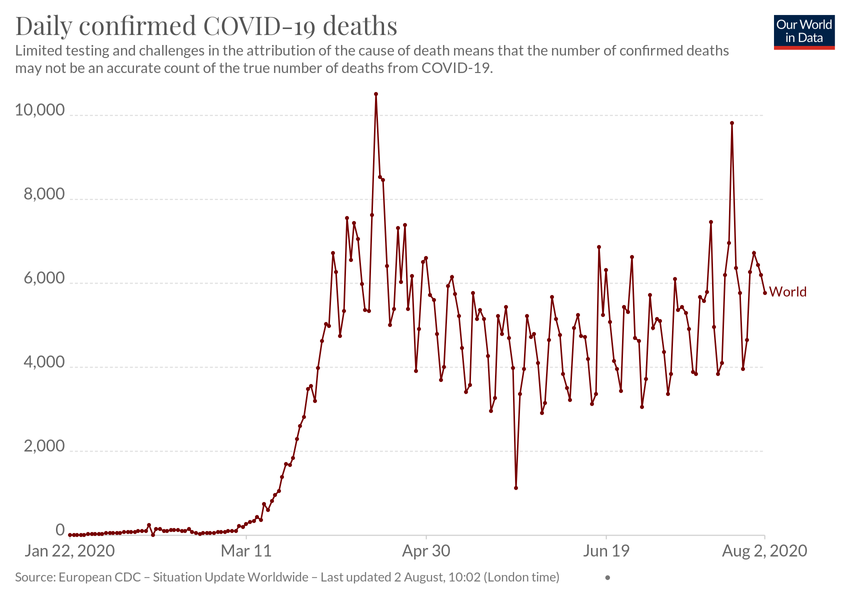 Daily confirmed COVID-19 deaths
Our World
in Data
Limited testing and challenges in the attribution of the cause of death means that the number of confirmed deaths
may not be an accurate count of the true number of deaths from COVID-19.
10,000
8,000
6,000
World
4,000
2,000
0
Jan 22, 2020 Mar 11 Apr 30 Jun 19 Aug 2, 2020
Source: European CDC – Situation Update Worldwide – Last updated 2 August, 10:02 (London time) •